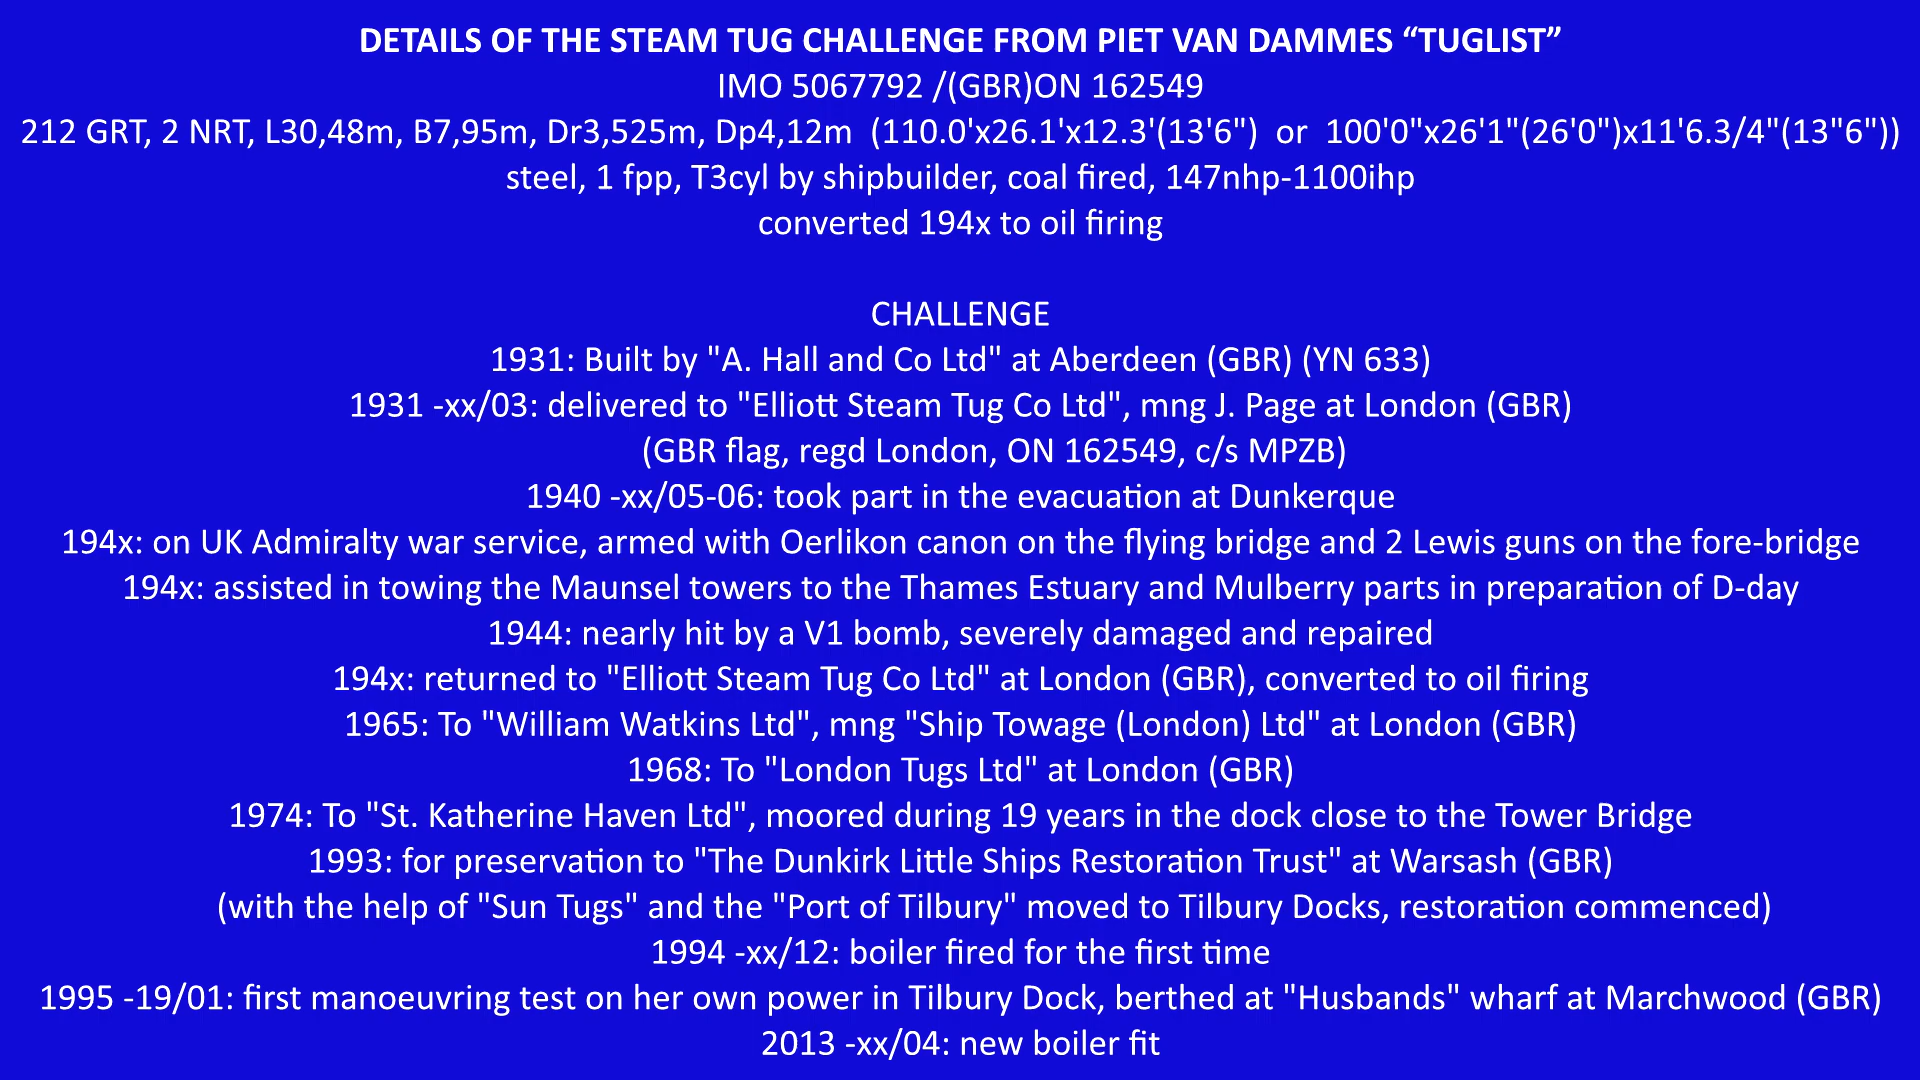 DETAILS OF THE STEAM TUG CHALLENGE FROM PIET VAN DAMMES “TUGLIST”
IMO 5067792 /(GBR)ON 162549
212 GRT, 2 NRT, L30,48m, B7,95m, Dr3,525m, Dp4,12m (110.0'x26.1'x12.3'(13'6") or 100'0"x26'1"(26'0")x11'6.3/4"(13"6"))
steel, 1 fpp, T3cyl by shipbuilder, coal fired, 147nhp-1100ihp
converted 194x to oil firing
CHALLENGE
1931: Built by "A. Hall and Co Ltd" at Aberdeen (GBR) (YN 633)
1931 -xx/03: delivered to "Elliott Steam Tug Co Ltd", mng J. Page at London (GBR)
(GBR flag, regd London, ON 162549, c/s MPZB)
1940 -xx/05-06: took part in the evacuation at Dunkerque
194x: on UK Admiralty war service, armed with Oerlikon canon on the flying bridge and 2 Lewis guns on the fore-bridge
194x: assisted in towing the Maunsel towers to the Thames Estuary and Mulberry parts in preparation of D-day
1944: nearly hit by a V1 bomb, severely damaged and repaired
194x: returned to "Elliott Steam Tug Co Ltd" at London (GBR), converted to oil firing
1965: To "William Watkins Ltd", mng "Ship Towage (London) Ltd" at London (GBR)
1968: To "London Tugs Ltd" at London (GBR)
1974: To "St. Katherine Haven Ltd", moored during 19 years in the dock close to the Tower Bridge
1993: for preservation to "The Dunkirk Little Ships Restoration Trust" at Warsash (GBR)
(with the help of "Sun Tugs" and the "Port of Tilbury" moved to Tilbury Docks, restoration commenced)
1994 -xx/12: boiler fired for the first time
1995 -19/01: first manoeuvring test on her own power in Tilbury Dock, berthed at "Husbands" wharf at Marchwood (GBR)
2013 -xx/04: new boiler fit